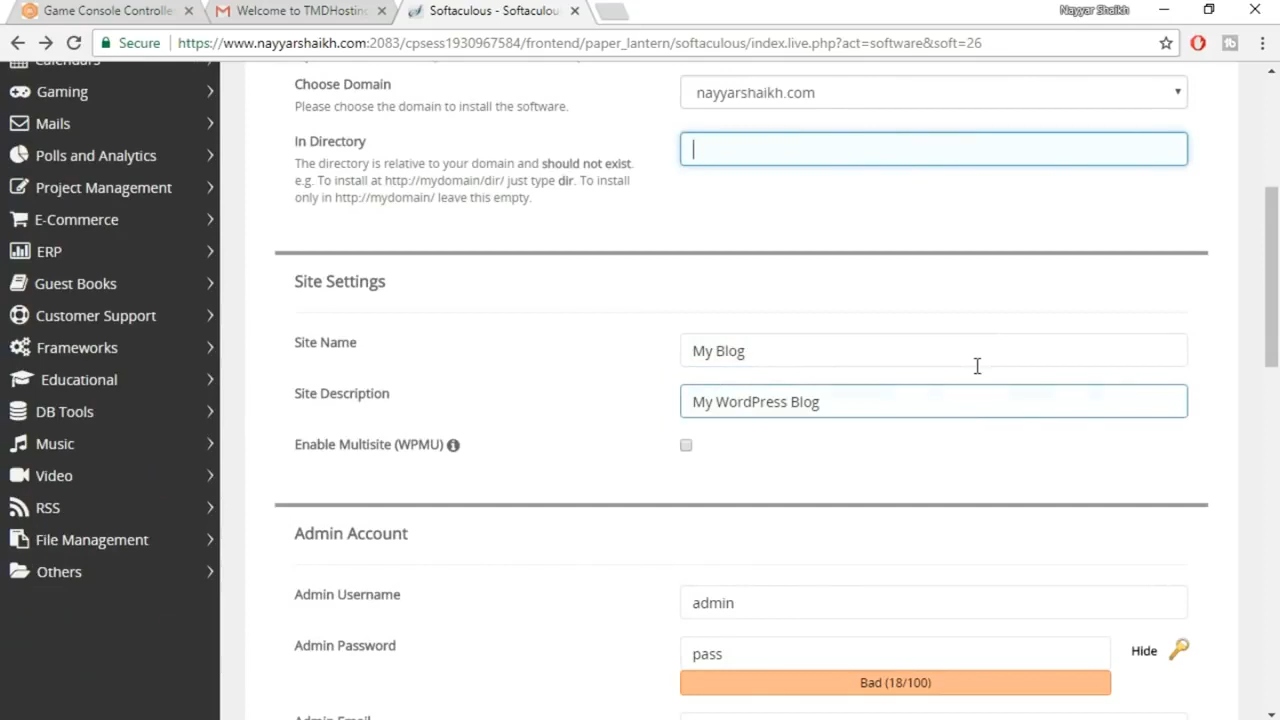 Game Console Controlle
Welcome to TMDHosting
Softaculous - Softaculou
Nayyar Shaikh
Secure
https://www.nayyarshaikh.com:2083/cpsess1930967584/frontend/paper_lantern/softaculous/index.live.php?act=software&soft=26
Calendars
Gaming
Mails
Polls and Analytics
Project Management
E-Commerce
ERP
Guest Books
Customer Support
Frameworks
Educational
DB Tools
Music
Video
RSS
File Management
Others
Choose Domain
Please choose the domain to install the software.
nayyarshaikh.com
In Directory
The directory is relative to your domain and should not exist.
e.g. To install at http://mydomain/dir/ just type dir. To install
only in http://mydomain/ leave this empty.
Site Settings
Site Name
My Blog
Site Description
My WordPress Blog
Enable Multisite (WPMU)
Admin Account
Admin Username
admin
Admin Password
pass
Hide
Bad (18/100)
Admin Email